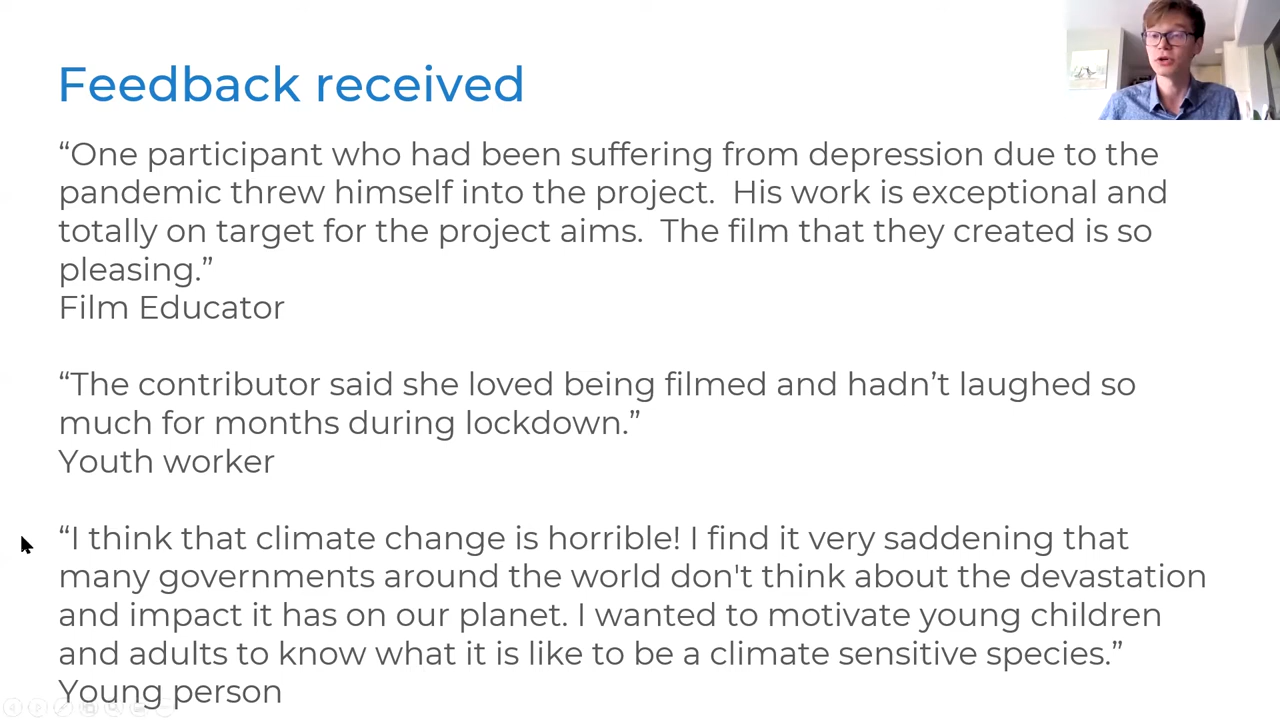 Feedback received
“One participant who had been suffering from depression due to the
pandemic threw himself into the project.  His work is exceptional and
totally on target for the project aims.  The film that they created is so
pleasing.”
Film Educator
“The contributor said she loved being filmed and hadn’t laughed so
much for months during lockdown.”
Youth worker
“I think that climate change is horrible! I find it very saddening that
many governments around the world don't think about the devastation
and impact it has on our planet. I wanted to motivate young children
and adults to know what it is like to be a climate sensitive species.”
Young person